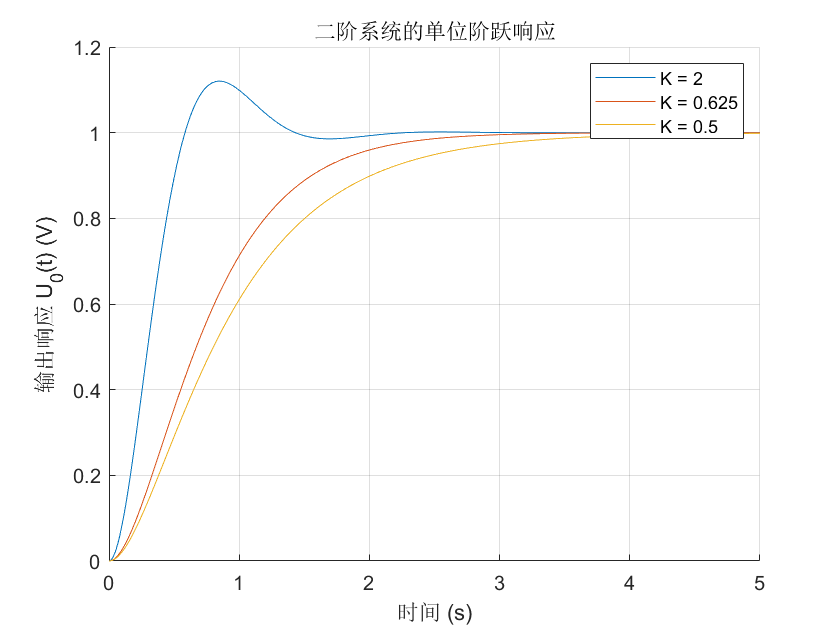 二阶系统的单位阶跃响应
K = 2
K = 0.625
K = 0.5
1.2
1
0.8
0.6
0.4
0.2
0
输出响应 U0(t) (V)
0 1 2 3 4 5
时间 (s)